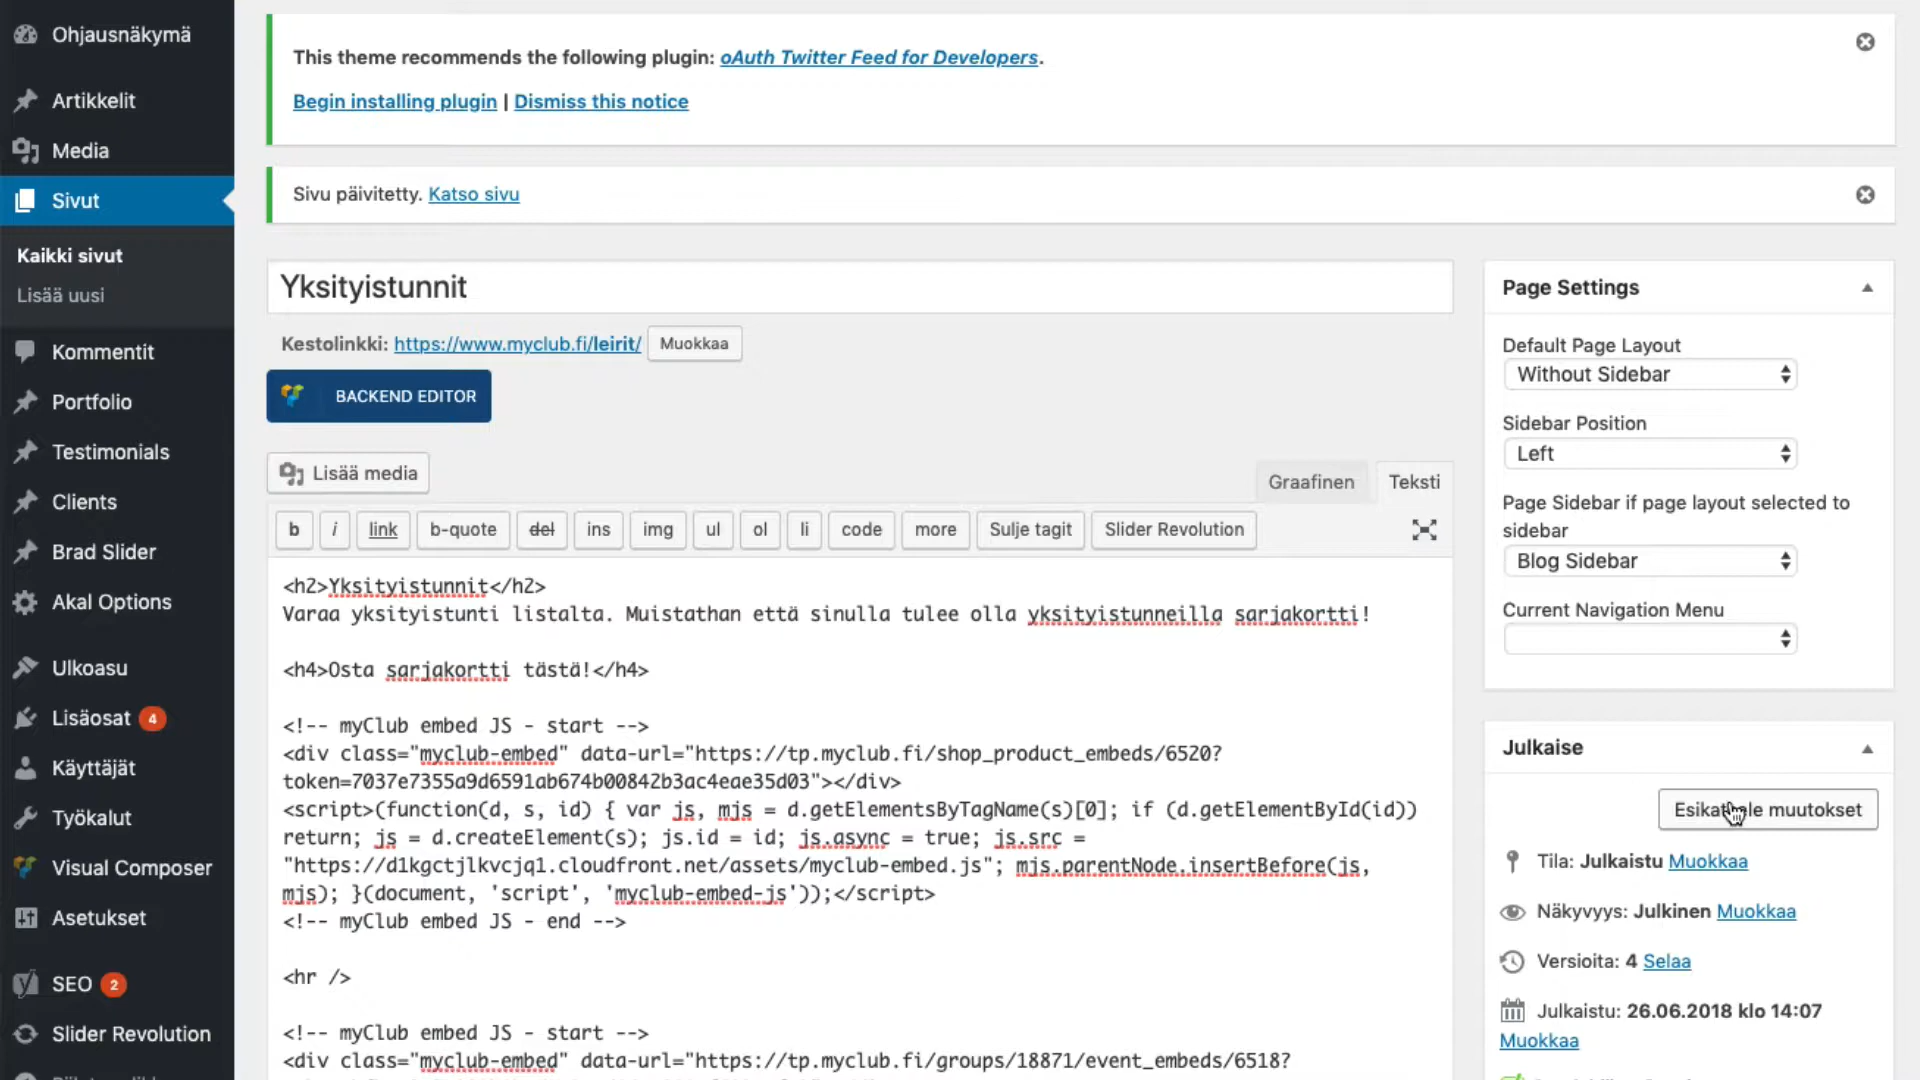 Ohjausnäkymä
Artikkelit
Media
Sivut
Kaikki sivut
Lisää uusi
Kommentit
Portfolio
Testimonials
Clients
Brad Slider
Akal Options
Ulkoasu
Lisäosat 4
Käyttäjät
Työkalut
Visual Composer
Asetukset
SEO 2
Slider Revolution
This theme recommends the following plugin: oAuth Twitter Feed for Developers.
Begin installing plugin | Dismiss this notice
Sivu päivitetty. Katso sivu
Yksityistunnit
Kestolinkki: https://www.myclub.fi/leirit/ Muokkaa
BACKEND EDITOR
Lisää media
Graafinen Teksti
b i link b-quote del ins img ul ol li code more Sulje tagit Slider Revolution
<h2>Yksityistunnit</h2>
Varaa yksityistunti listalta. Muistathan että sinulla tulee olla yksityistunneilla sarjakortti!
<h4>Osta sarjakortti tästä!</h4>
<!-- myClub embed JS - start -->
<div class="myclub-embed" data-url="https://tp.myclub.fi/shop_product_embeds/6520?
token=7037e7355a9d6591ab674b00842b3ac4eae35d03"></div>
<script>(function(d, s, id) { var js, mjs = d.getElementsByTagName(s)[0]; if (d.getElementById(id))
return; js = d.createElement(s); js.id = id; js.async = true; js.src =
"https://d1kgctjlkvcjq1.cloudfront.net/assets/myclub-embed.js"; mjs.parentNode.insertBefore(js,
mjs); }(document, 'script', 'myclub-embed-js'));</script>
<!-- myClub embed JS - end -->
<hr />
<!-- myClub embed JS - start -->
<div class="myclub-embed" data-url="https://tp.myclub.fi/groups/18871/event_embeds/6518?
Page Settings
Default Page Layout
Without Sidebar
Sidebar Position
Left
Page Sidebar if page layout selected to
sidebar
Blog Sidebar
Current Navigation Menu
Julkaise
Esikatsele muutokset
Tila: Julkaistu Muokkaa
Näkyvyys: Julkinen Muokkaa
Versioita: 4 Selaa
Julkaistu: 26.06.2018 klo 14:07
Muokkaa